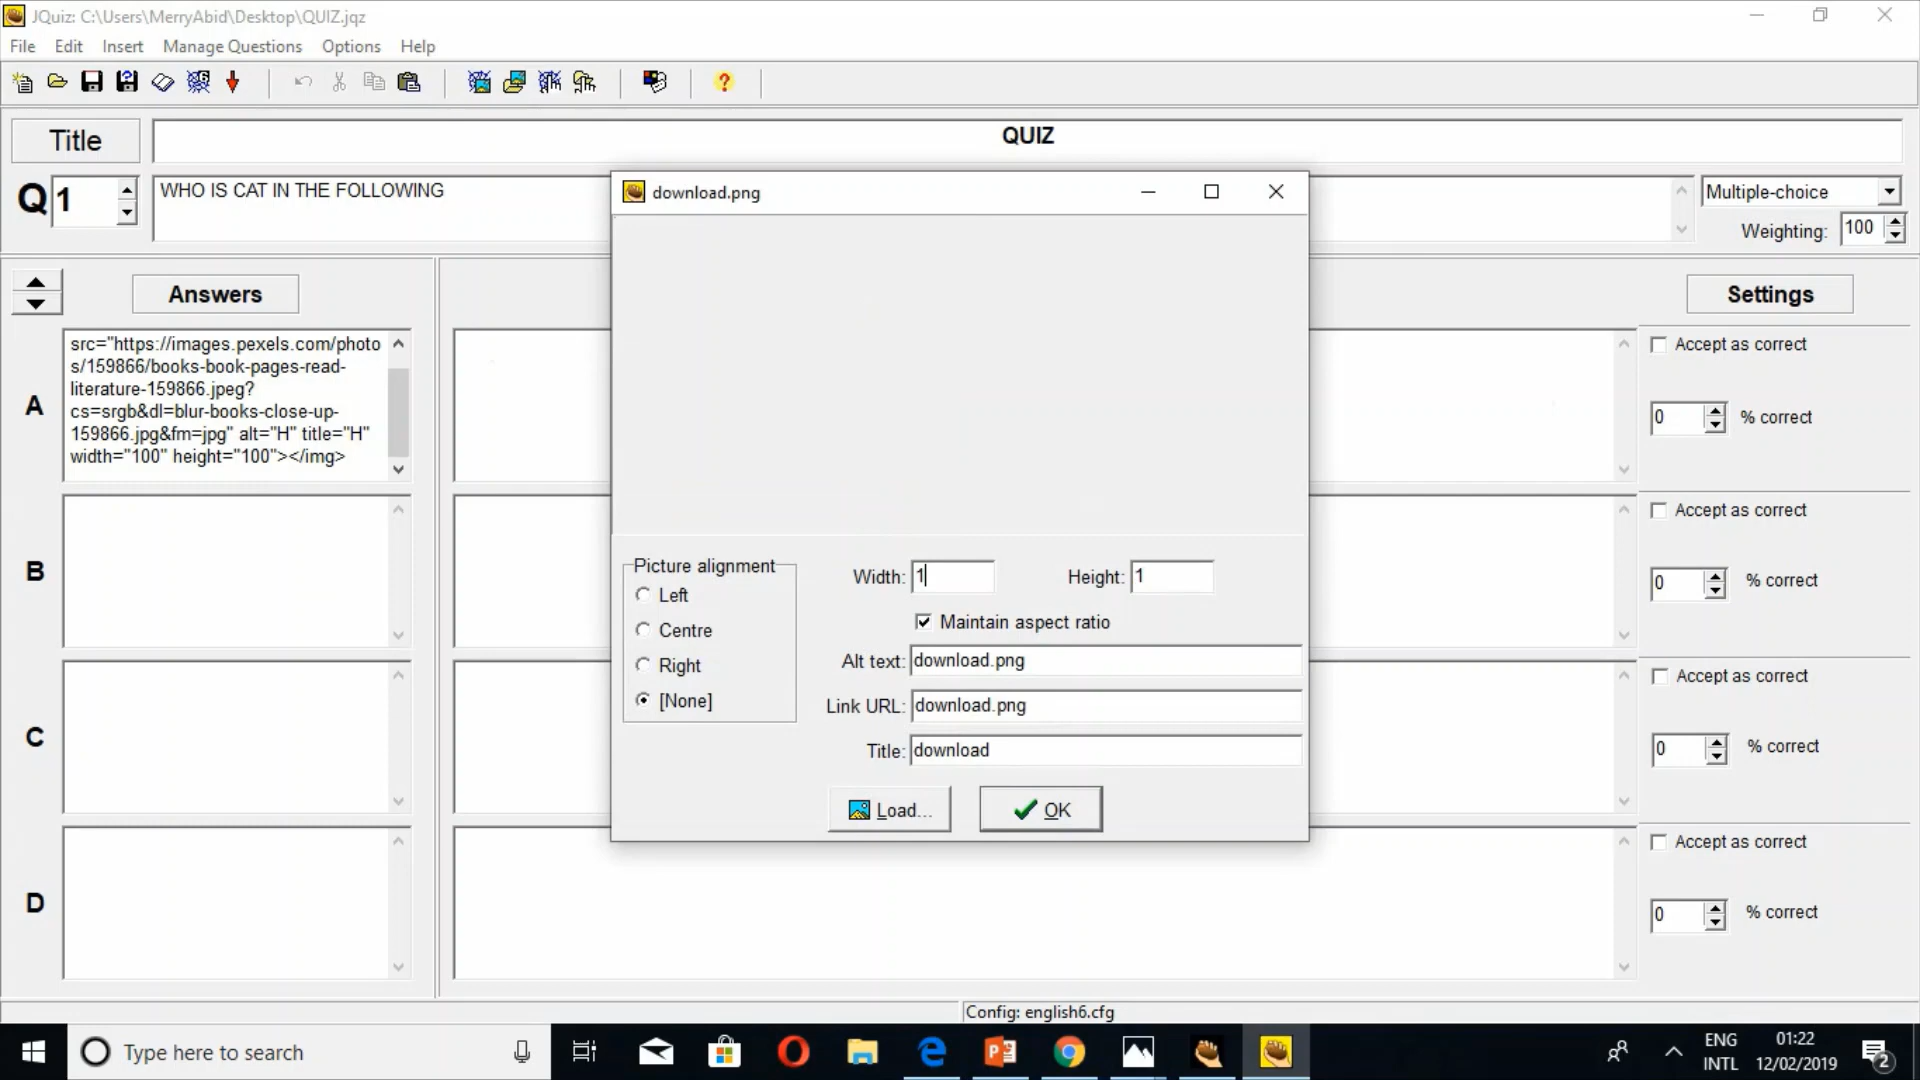 JQuiz: C:\Users\MerryAbid\Desktop\QUIZ.jqz
File Edit Insert Manage Questions Options Help
Title
QUIZ
Q 1
WHO IS CAT IN THE FOLLOWING
Multiple-choice
Weighting: 100
Answers
Settings
A
src="https://images.pexels.com/photo
s/159866/books-book-pages-read-
literature-159866.jpeg?
cs=srgb&dl=blur-books-close-up-
159866.jpg&fm=jpg" alt="H" title="H"
width="100" height="100"></img>
Accept as correct
0 % correct
B
Accept as correct
0 % correct
C
Accept as correct
0 % correct
D
Accept as correct
0 % correct
download.png
Picture alignment
Left
Centre
Right
[None]
Width: 1
Height: 1
Maintain aspect ratio
Alt text: download.png
Link URL: download.png
Title: download
Load...
OK
Config: english6.cfg
Type here to search
ENG
INTL
01:22
12/02/2019
2